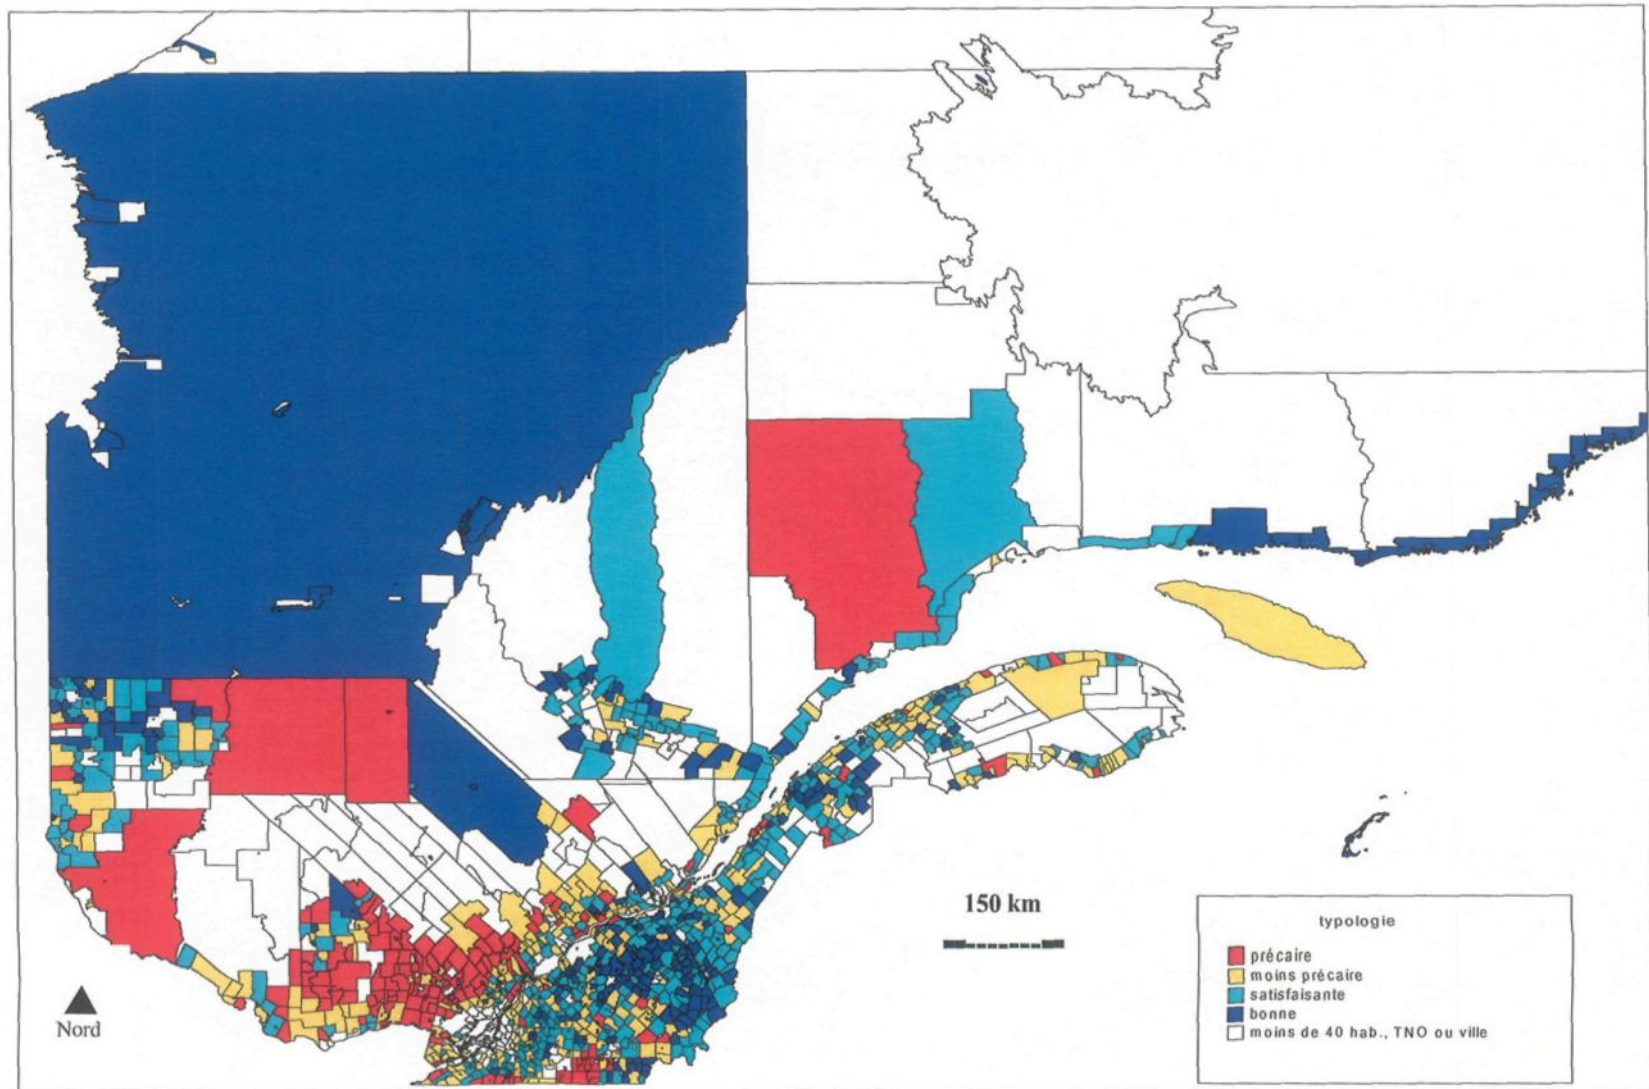 150 km
typologie
précaire
moins précaire
satisfaisante
bonne
moins de 40 hab., TNO ou ville
Nord